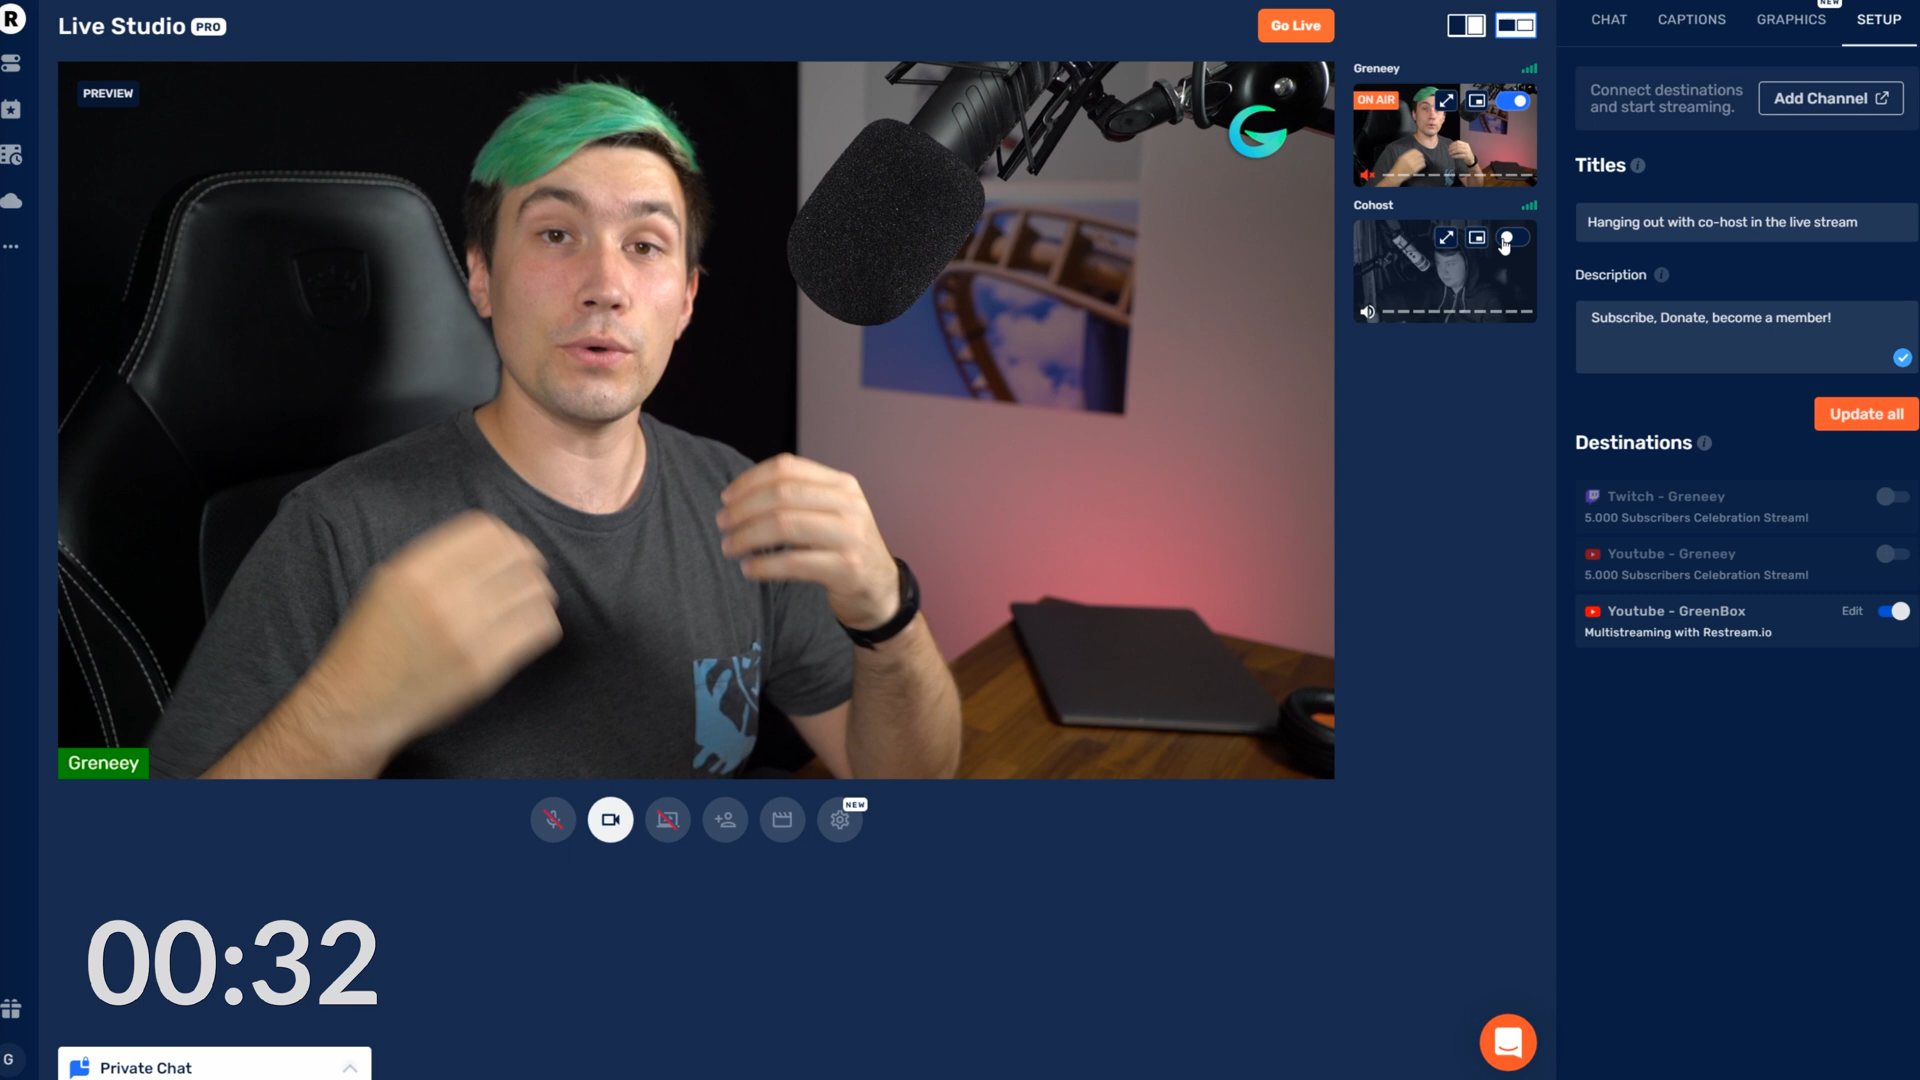 R
Live Studio PRO
Go Live
CHAT
CAPTIONS
GRAPHICS
NEW
SETUP
PREVIEW
Greneey
ON AIR
Cohost
Connect destinations
and start streaming.
Add Channel
Titles
Hanging out with co-host in the live stream
Description
Subscribe, Donate, become a member!
Update all
Destinations
Twitch - Greneey
5.000 Subscribers Celebration Stream!
Youtube - Greneey
5.000 Subscribers Celebration Stream!
Youtube - GreenBox
Edit
Multistreaming with Restream.io
Greneey
NEW
00:32
G
Private Chat